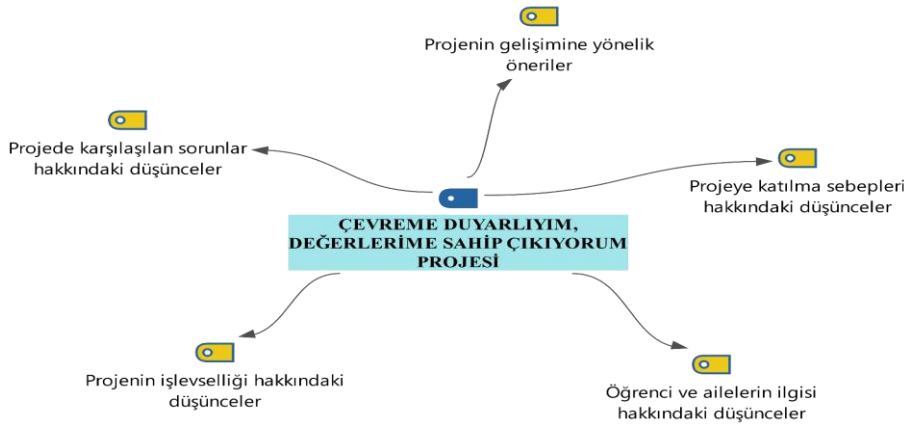 Projenin gelişimine yönelik
öneriler
Projede karşılaşılan sorunlar
hakkındaki düşünceler
Projeye katılma sebepleri
hakkındaki düşünceler
ÇEVREME DUYARLIYIM,
DEĞERLERİME SAHİP ÇIKIYORUM
PROJESİ
Projenin işlevselliği hakkındaki
düşünceler
Öğrenci ve ailelerin ilgisi
hakkındaki düşünceler